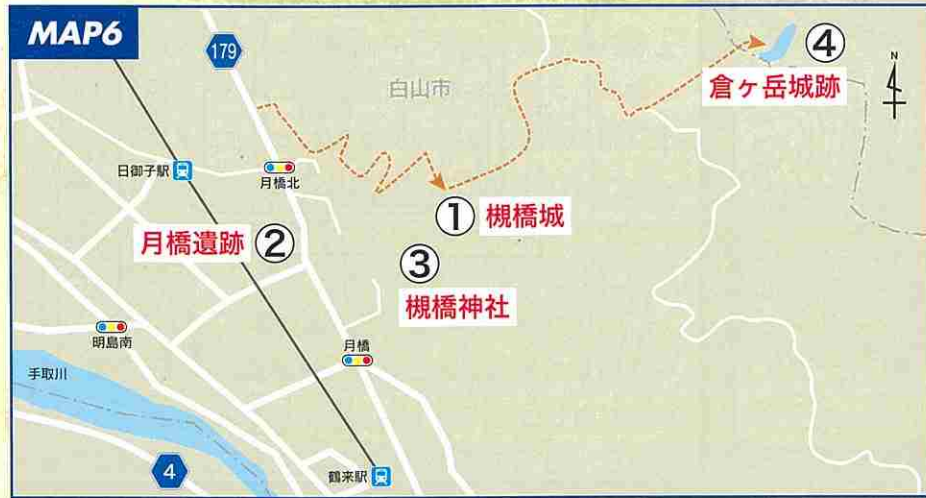 MAP6
179
白山市
④
倉ヶ岳城跡
N
日御子駅
月橋北
①
槻橋城
月橋遺跡
②
③
槻橋神社
明島南
月橋
手取川
4
鶴来駅